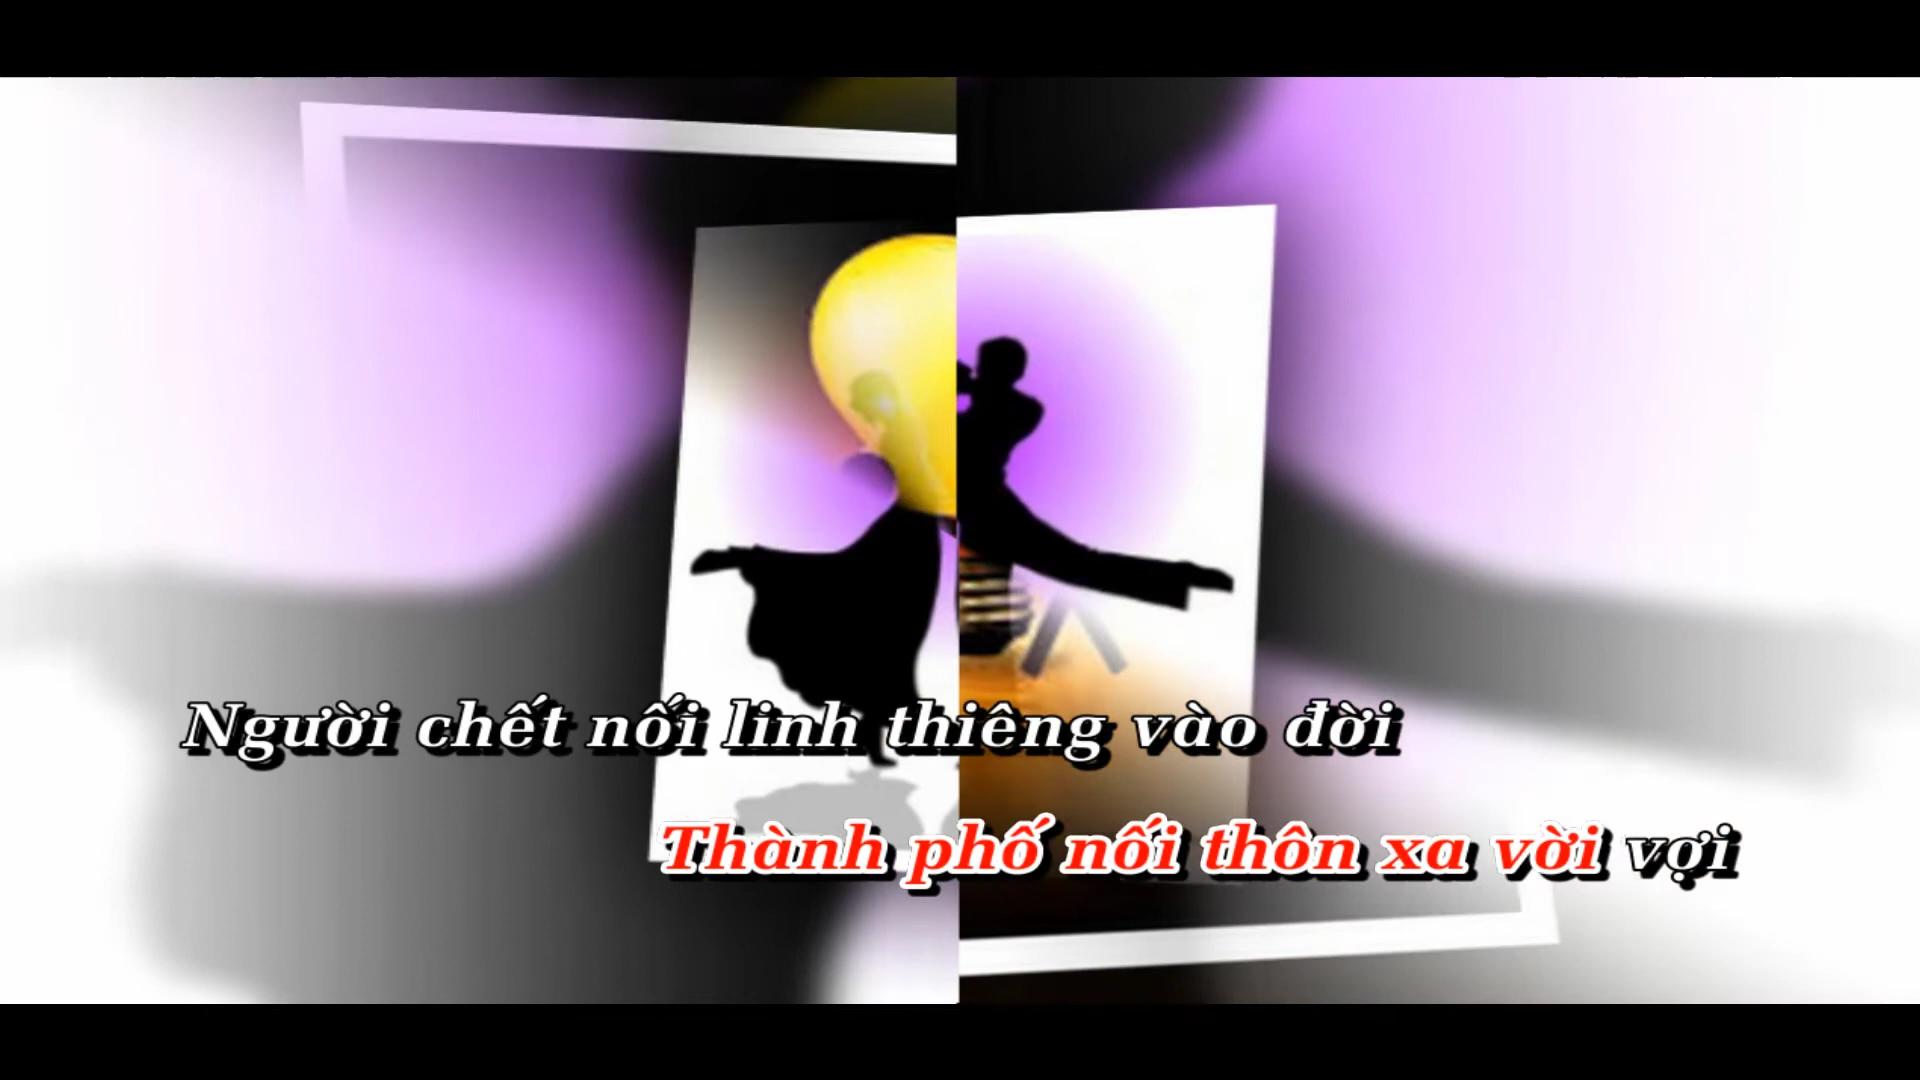 Người chết nối linh thiêng vào đời
Thành phố nối thôn xa vời vợi